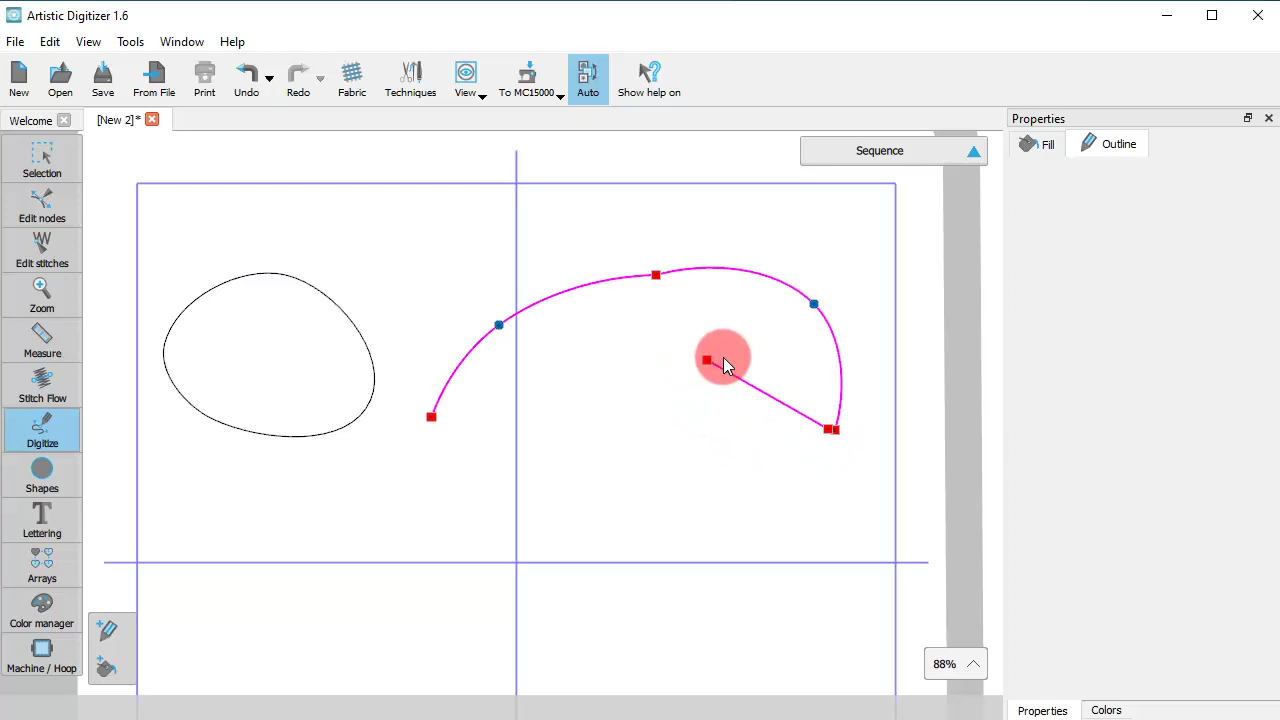 Artistic Digitizer 1.6
File Edit View Tools Window Help
New Open Save From File Print Undo Redo Fabric Techniques View To MC15000 Auto Show help on
Welcome [New 2]*
Properties
Sequence
Fill Outline
Selection
Edit nodes
Edit stitches
Zoom
Measure
Stitch Flow
Digitize
Shapes
Lettering
Arrays
Color manager
Machine / Hoop
88%
Properties Colors